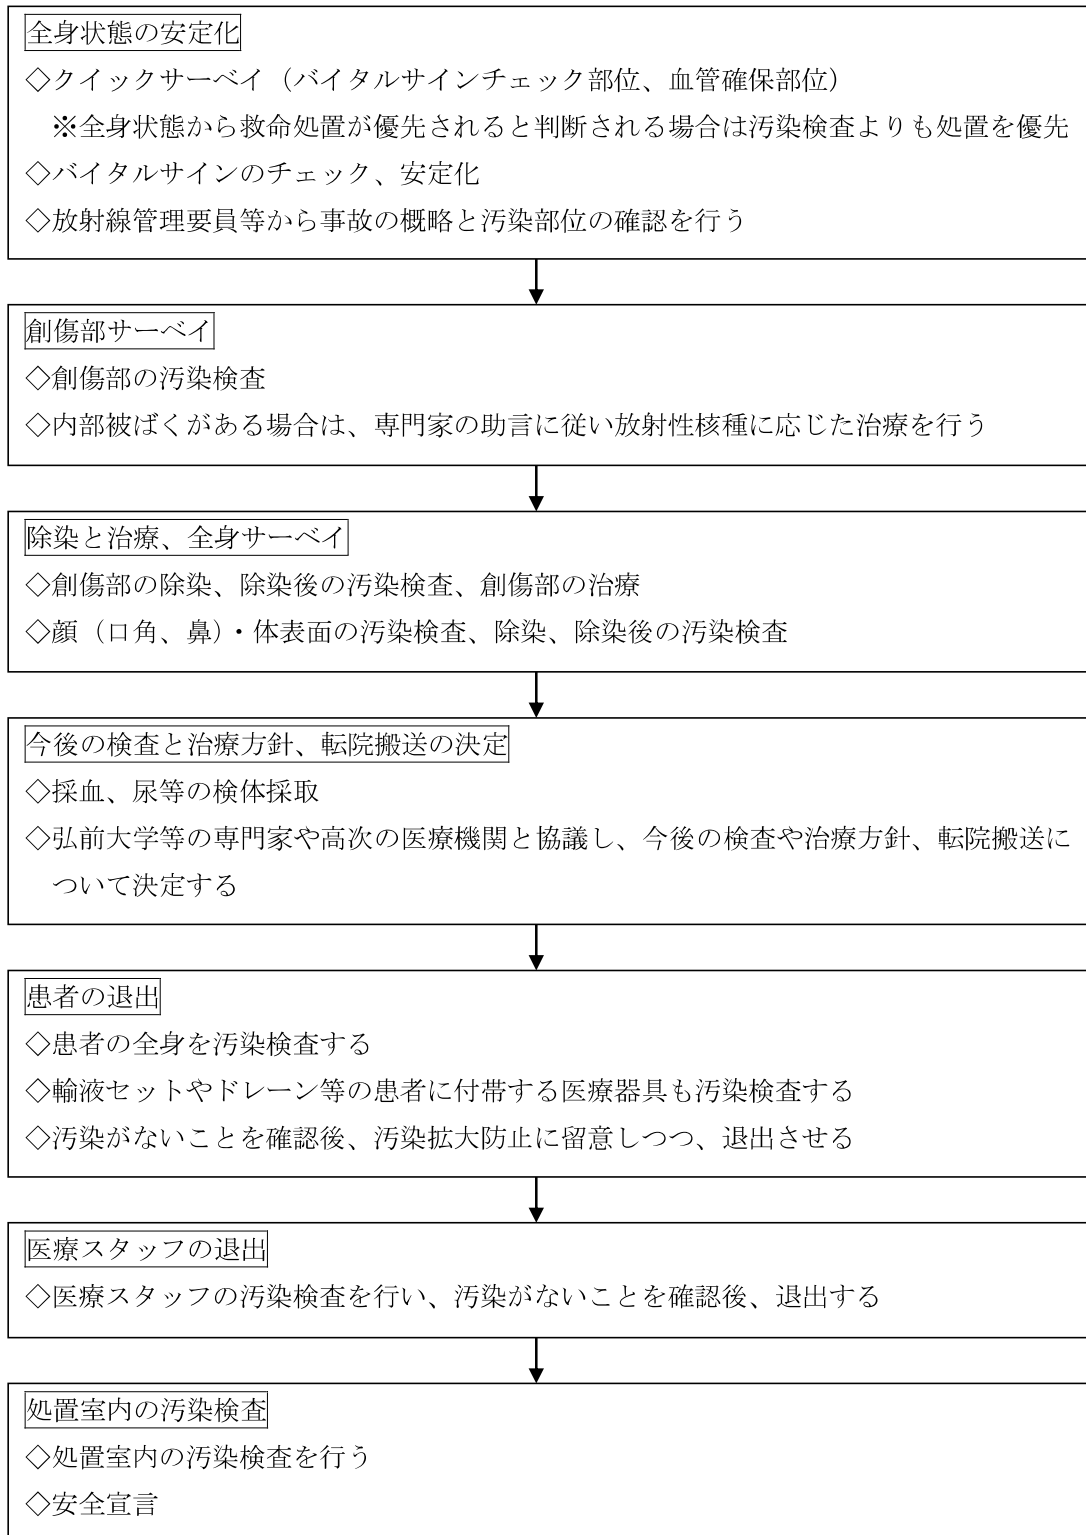 全身状態の安定化
◇クイックサーベイ（バイタルサインチェック部位、血管確保部位）
※全身状態から救命処置が優先されると判断される場合は汚染検査よりも処置を優先
◇バイタルサインのチェック、安定化
◇放射線管理要員等から事故の概略と汚染部位の確認を行う
創傷部サーベイ
◇創傷部の汚染検査
◇内部被ばくがある場合は、専門家の助言に従い放射性核種に応じた治療を行う
除染と治療、全身サーベイ
◇創傷部の除染、除染後の汚染検査、創傷部の治療
◇顔（口角、鼻）・体表面の汚染検査、除染、除染後の汚染検査
今後の検査と治療方針、転院搬送の決定
◇採血、尿等の検体採取
◇弘前大学等の専門家や高次の医療機関と協議し、今後の検査や治療方針、転院搬送に
ついて決定する
患者の退出
◇患者の全身を汚染検査する
◇輸液セットやドレーン等の患者に付帯する医療器具も汚染検査する
◇汚染がないことを確認後、汚染拡大防止に留意しつつ、退出させる
医療スタッフの退出
◇医療スタッフの汚染検査を行い、汚染がないことを確認後、退出する
処置室内の汚染検査
◇処置室内の汚染検査を行う
◇安全宣言